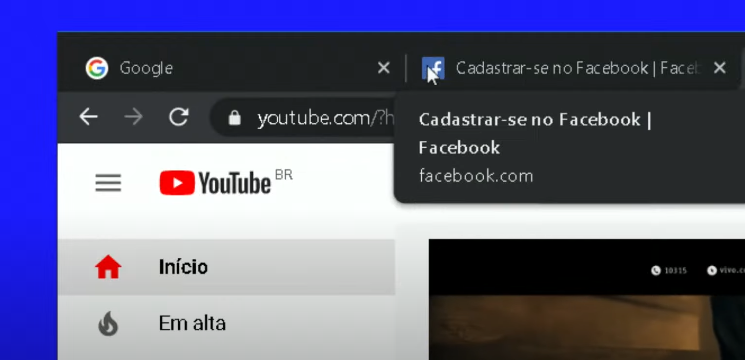 Google
Cadastrar-se no Facebook | Face
youtube.com/?h
Cadastrar-se no Facebook |
Facebook
facebook.com
YouTube BR
Início
10315
vivo.co
Em alta